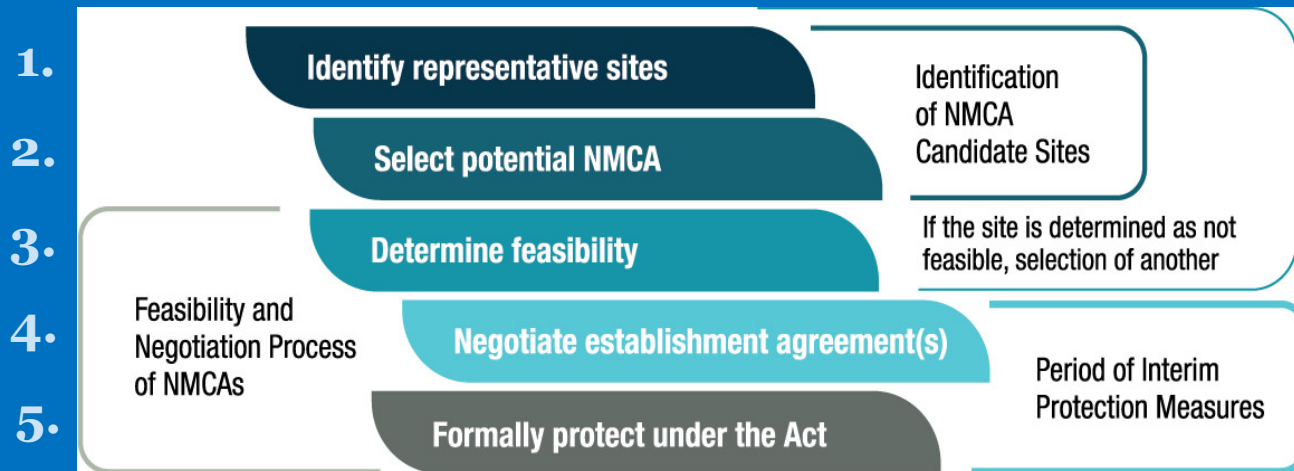 1.
Identify representative sites
Identification
of NMCA
Candidate Sites
2.
Select potential NMCA
3.
Determine feasibility
If the site is determined as not
feasible, selection of another
Feasibility and
Negotiation Process
of NMCAs
4.
Negotiate establishment agreement(s)
Period of Interim
Protection Measures
5.
Formally protect under the Act